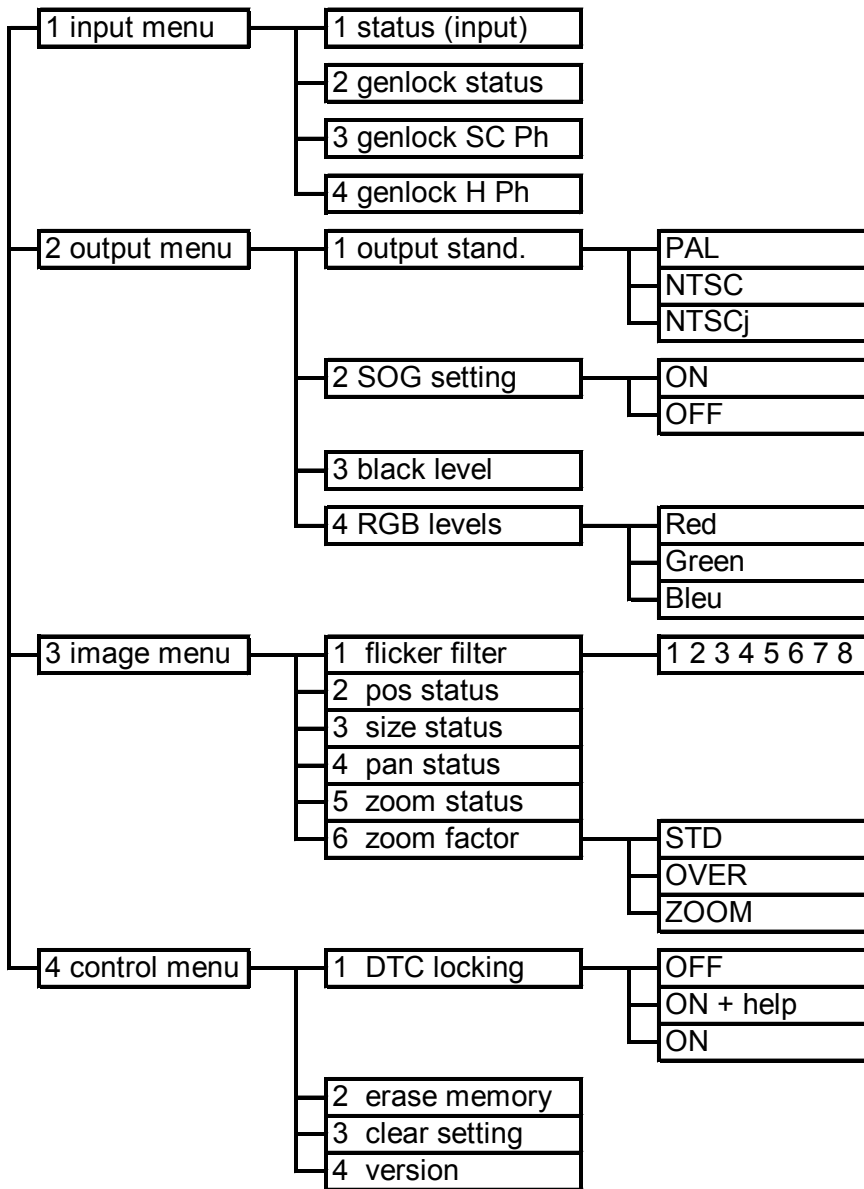 1 input menu
1 status (input)
2 genlock status
3 genlock SC Ph
4 genlock H Ph
2 output menu
1 output stand.
PAL
NTSC
NTSCj
2 SOG setting
ON
OFF
3 black level
4 RGB levels
Red
Green
Bleu
3 image menu
1 flicker filter
1 2 3 4 5 6 7 8
2 pos status
3 size status
4 pan status
5 zoom status
6 zoom factor
STD
OVER
ZOOM
4 control menu
1 DTC locking
OFF
ON + help
ON
2 erase memory
3 clear setting
4 version